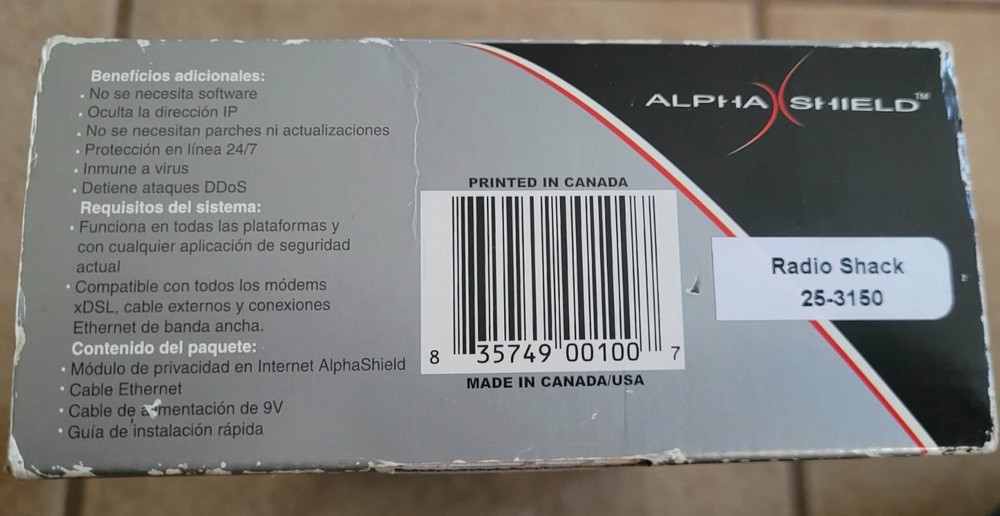 Benefícios adicionales:
. No se necesita software
. Oculta la dirección IP
. No se necesitan parches ni actualizaciones
. Protección en línea 24/7
. Inmune a virus
. Detiene ataques DDoS
Requisitos del sistema:
• Funciona en todas las plataformas y
con cualquier aplicación de seguridad
actual
• Compatible con todos los módems
xDSL, cable externos y conexiones
Ethernet de banda ancha.
Contenido del paquete:
• Módulo de privacidad en Internet AlphaShield
• Cable Ethernet
• Cable de 9V
• Guía de instalación rápida
PRINTED IN CANADA
8 35749 00100 7
MADE IN CANADA/USA
ALPHA SHIELD™
Radio Shack
25-3150